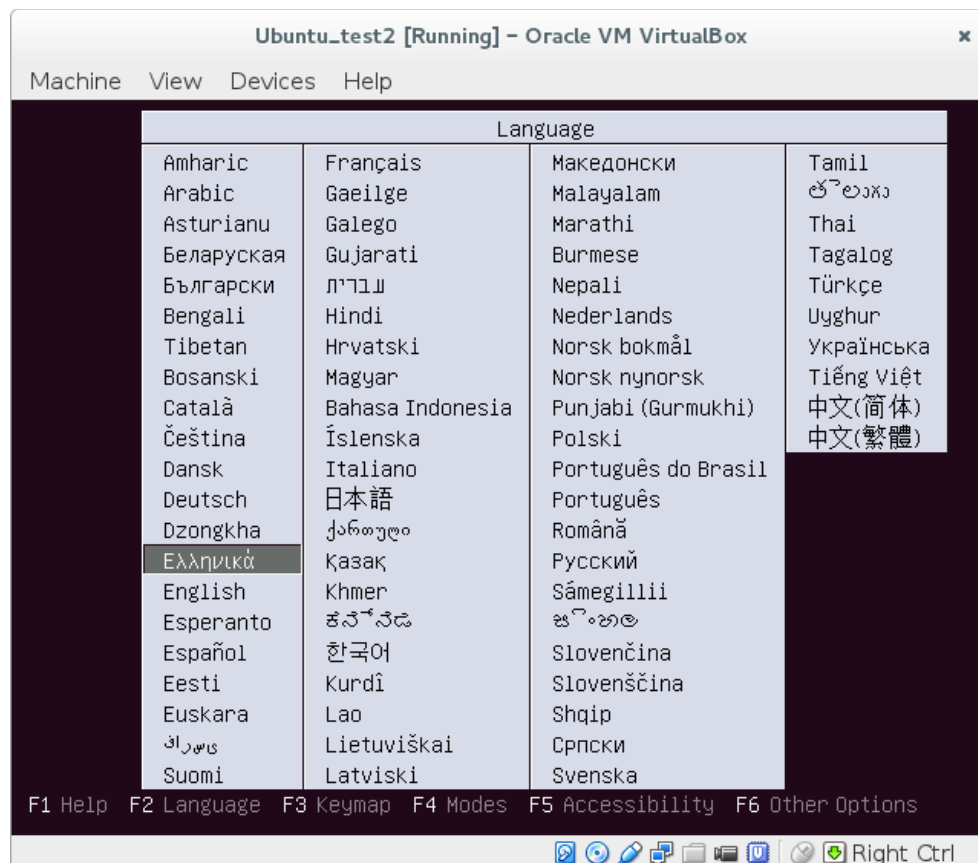 Ubuntu_test2 [Running] – Oracle VM VirtualBox
Machine View Devices Help
Language
Amharic
Arabic
Asturianu
Беларуская
Български
Bengali
Tibetan
Bosanski
Català
Čeština
Dansk
Deutsch
Dzongkha
Ελληνικά
English
Esperanto
Español
Eesti
Euskara
فارسی
Suomi
Français
Gaeilge
Galego
Gujarati
עברית
Hindi
Hrvatski
Magyar
Bahasa Indonesia
Íslenska
Italiano
日本語
ქართული
Қазақ
Khmer
ಕನ್ನಡ
한국어
Kurdî
Lao
Lietuviškai
Latviski
Македонски
Malayalam
Marathi
Burmese
Nepali
Nederlands
Norsk bokmål
Norsk nynorsk
Punjabi (Gurmukhi)
Polski
Português do Brasil
Português
Română
Русский
Sámegillii
සිංහල
Slovenčina
Slovenščina
Shqip
Српски
Svenska
Tamil
తెలుగు
Thai
Tagalog
Türkçe
Uyghur
Українська
Tiếng Việt
中文(简体)
中文(繁體)
F1 Help F2 Language F3 Keymap F4 Modes F5 Accessibility F6 Other Options
Right Ctrl